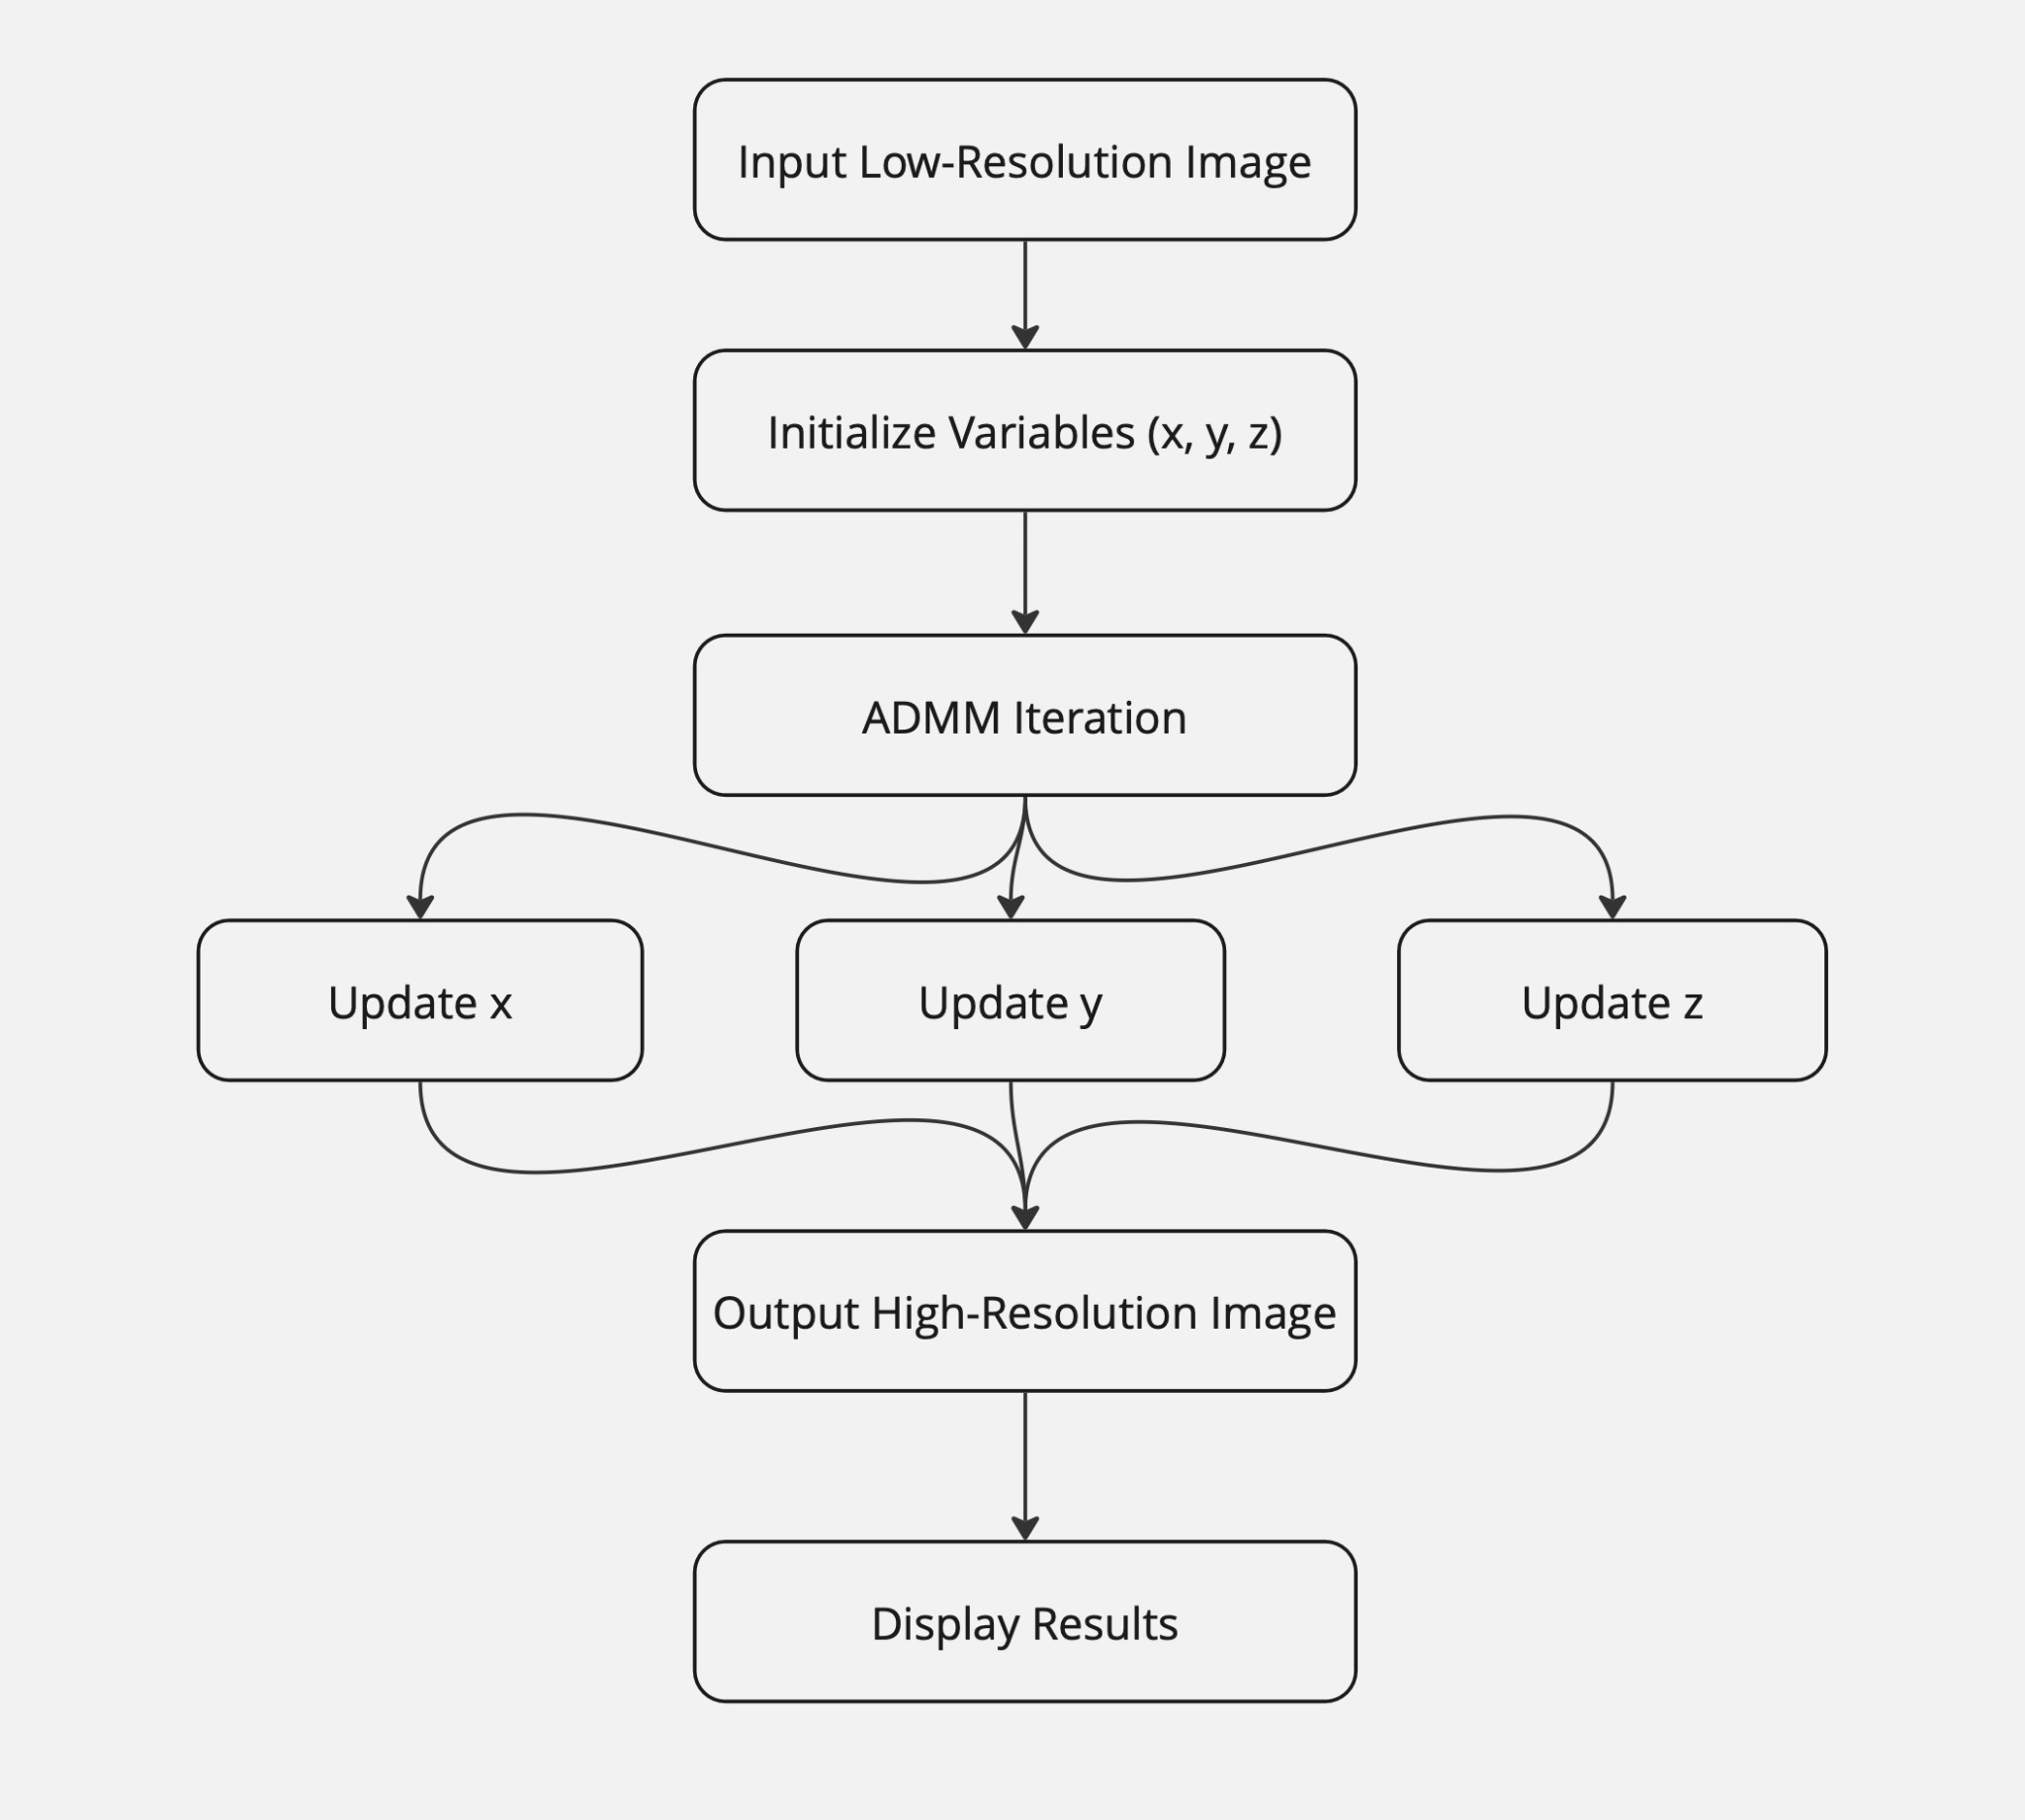 Input Low-Resolution Image
Initialize Variables (x, y, z)
ADMM Iteration
Update x
Update y
Update z
Output High-Resolution Image
Display Results